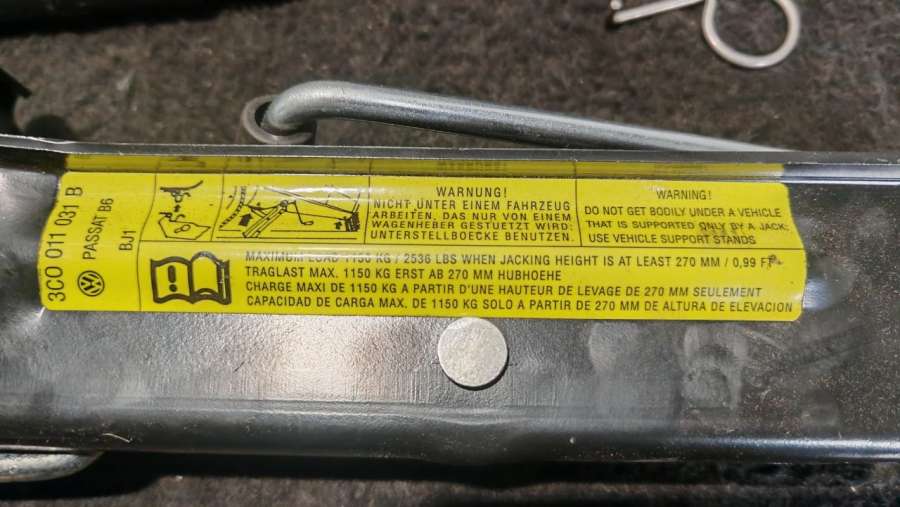 3C0 011 031 B
PASSAT B6
BJ1
WARNUNG!
NICHT UNTER EINEM FAHRZEUG
ARBEITEN, DAS NUR VON EINEM
WAGENHEBER GESTUETZT WIRD:
UNTERSTELLBOECKE BENUTZEN.
WARNING!
DO NOT GET BODILY UNDER A VEHICLE
THAT IS SUPPORTED ONLY BY A JACK;
USE VEHICLE SUPPORT STANDS
MAXIMUM LOAD 1150 KG / 2536 LBS WHEN JACKING HEIGHT IS AT LEAST 270 MM / 0,99 FT
TRAGLAST MAX. 1150 KG ERST AB 270 MM HUBHOEHE
CHARGE MAXI DE 1150 KG A PARTIR D'UNE HAUTEUR DE LEVAGE DE 270 MM SEULEMENT
CAPACIDAD DE CARGA MAX. DE 1150 KG SOLO A PARTIR DE 270 MM DE ALTURA DE ELEVACION